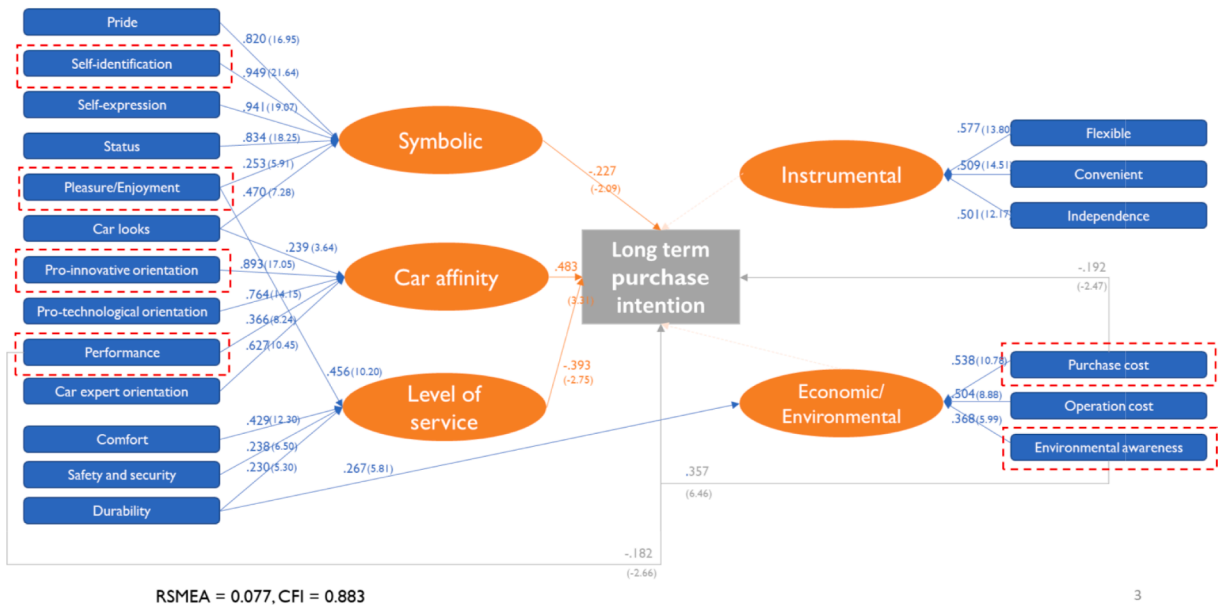 Pride
Self-identification
Self-expression
Status
Pleasure/Enjoyment
Car looks
Pro-innovative orientation
Pro-technological orientation
Performance
Car expert orientation
Comfort
Safety and security
Durability
.820 (16.95)
.949(21.64)
.941(19.07)
.834 (18.25)
.253(5.91)
.470(7.28)
.239(3.64)
.893(17.05)
.764(14.15)
.366(8.24)
.627(10.45)
.456(10.20)
.429(12.30)
.238(6.50)
.230(5.30)
.267(5.81)
Symbolic
Car affinity
Level of
service
-.227
(-2.09)
.483
-.393
(-2.75)
Long term
purchase
intention
Instrumental
Economic/
Environmental
.577(13.80)
.509(14.51)
.501(12.17)
Flexible
Convenient
Independence
-.192
(-2.47)
.538(10.78)
.504(8.88)
.368(5.99)
Purchase cost
Operation cost
Environmental awareness
.357
(6.46)
-.182
(-2.66)
RSMEA = 0.077, CFI = 0.883
3